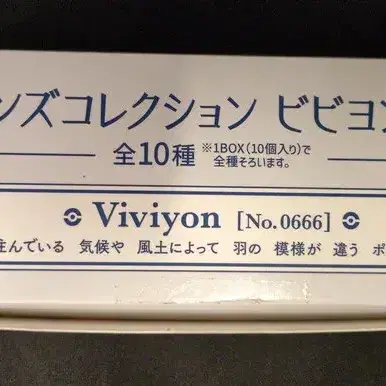 ンズコレクション ビビヨン
全10種 ※1BOX(10個入り)で
全種そろいます。
Viviyon [No.0666]
住んでいる 気候や 風土によって 羽の 模様が 違う ポ